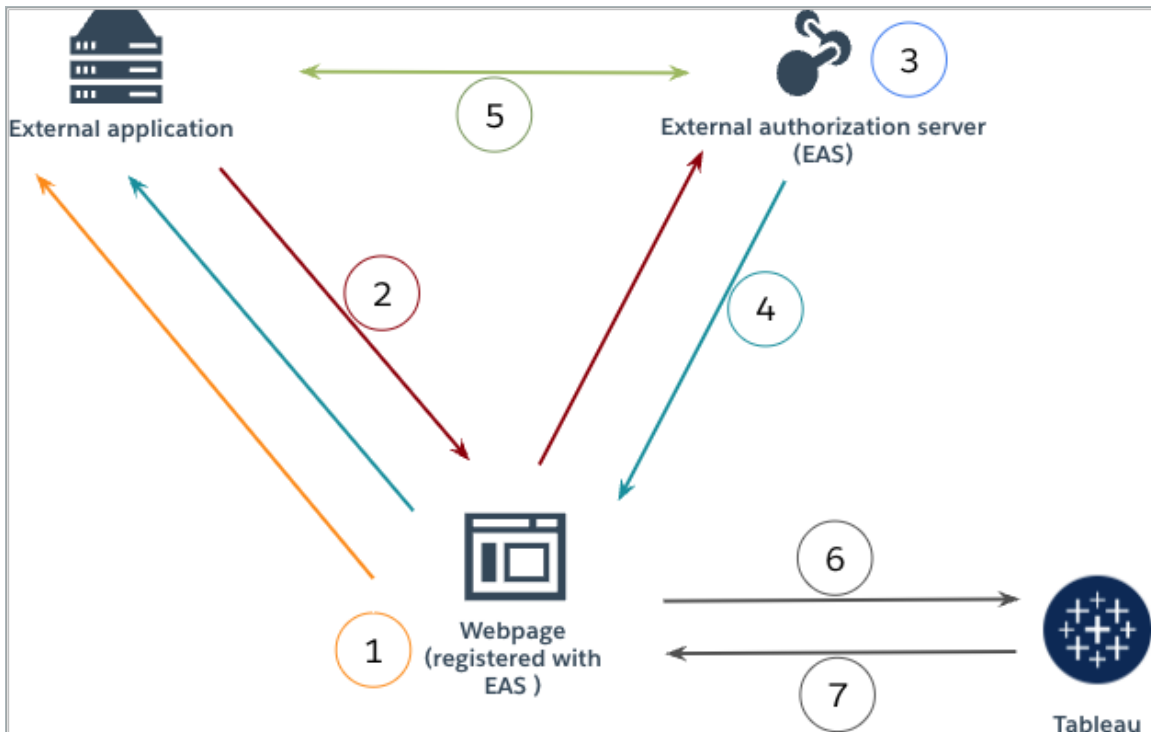 3
5
External application
External authorization server
(EAS)
2
4
6
1
Webpage
(registered with
EAS )
7
Tableau